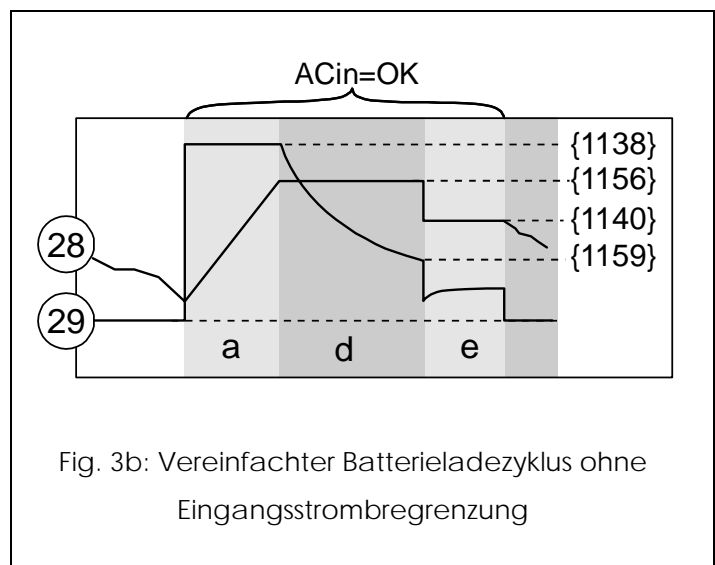 ACin=OK
{1138}
{1156}
{1140}
{1159}
28
29
a d e
Fig. 3b: Vereinfachter Batterieladezyklus ohne
Eingangsstrombregrenzung